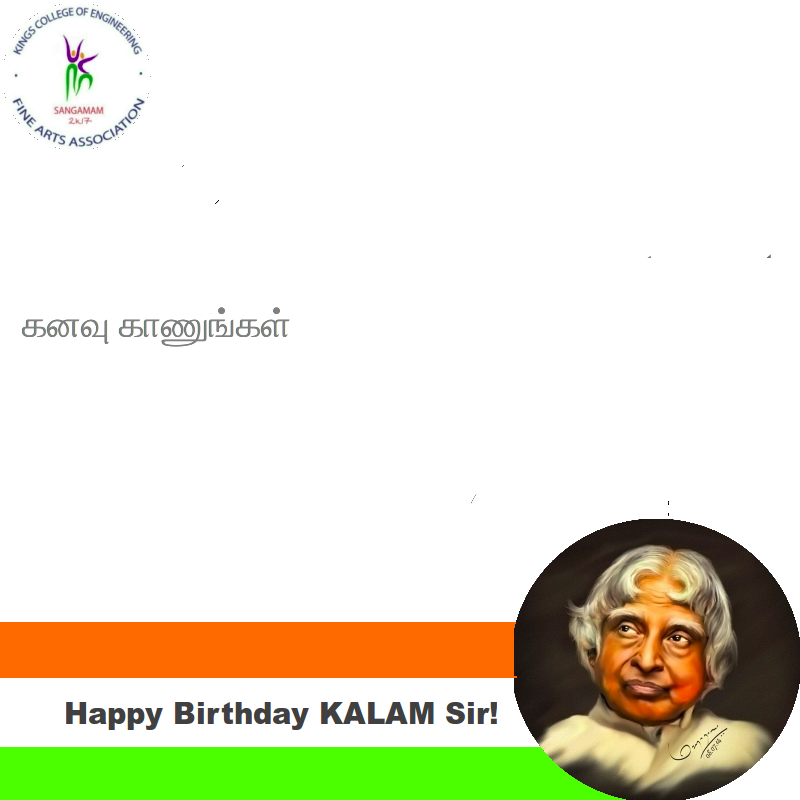 KINGS COLLEGE OF ENGINEERING
SANGAMAM
2K17
FINE ARTS ASSOCIATION
கனவு காணுங்கள்
Happy Birthday KALAM Sir!